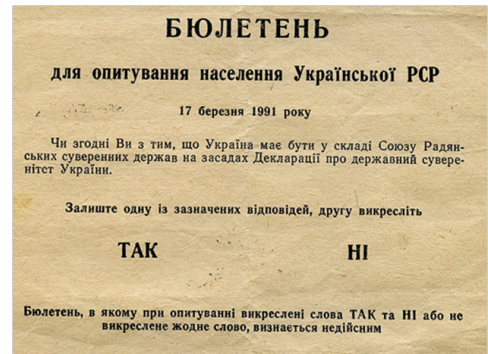 БЮЛЕТЕНЬ
для опитування населення Української РСР
17 березня 1991 року
Чи згодні Ви з тим, що Україна має бути у складі Союзу Радян-
ських суверенних держав на засадах Декларації про державний сувере-
нітет України.
Залиште одну із зазначених відповідей, другу викресліть
ТАК НІ
Бюлетень, в якому при опитуванні викреслені слова ТАК та НІ або не
викреслене жодне слово, визнається недійсним